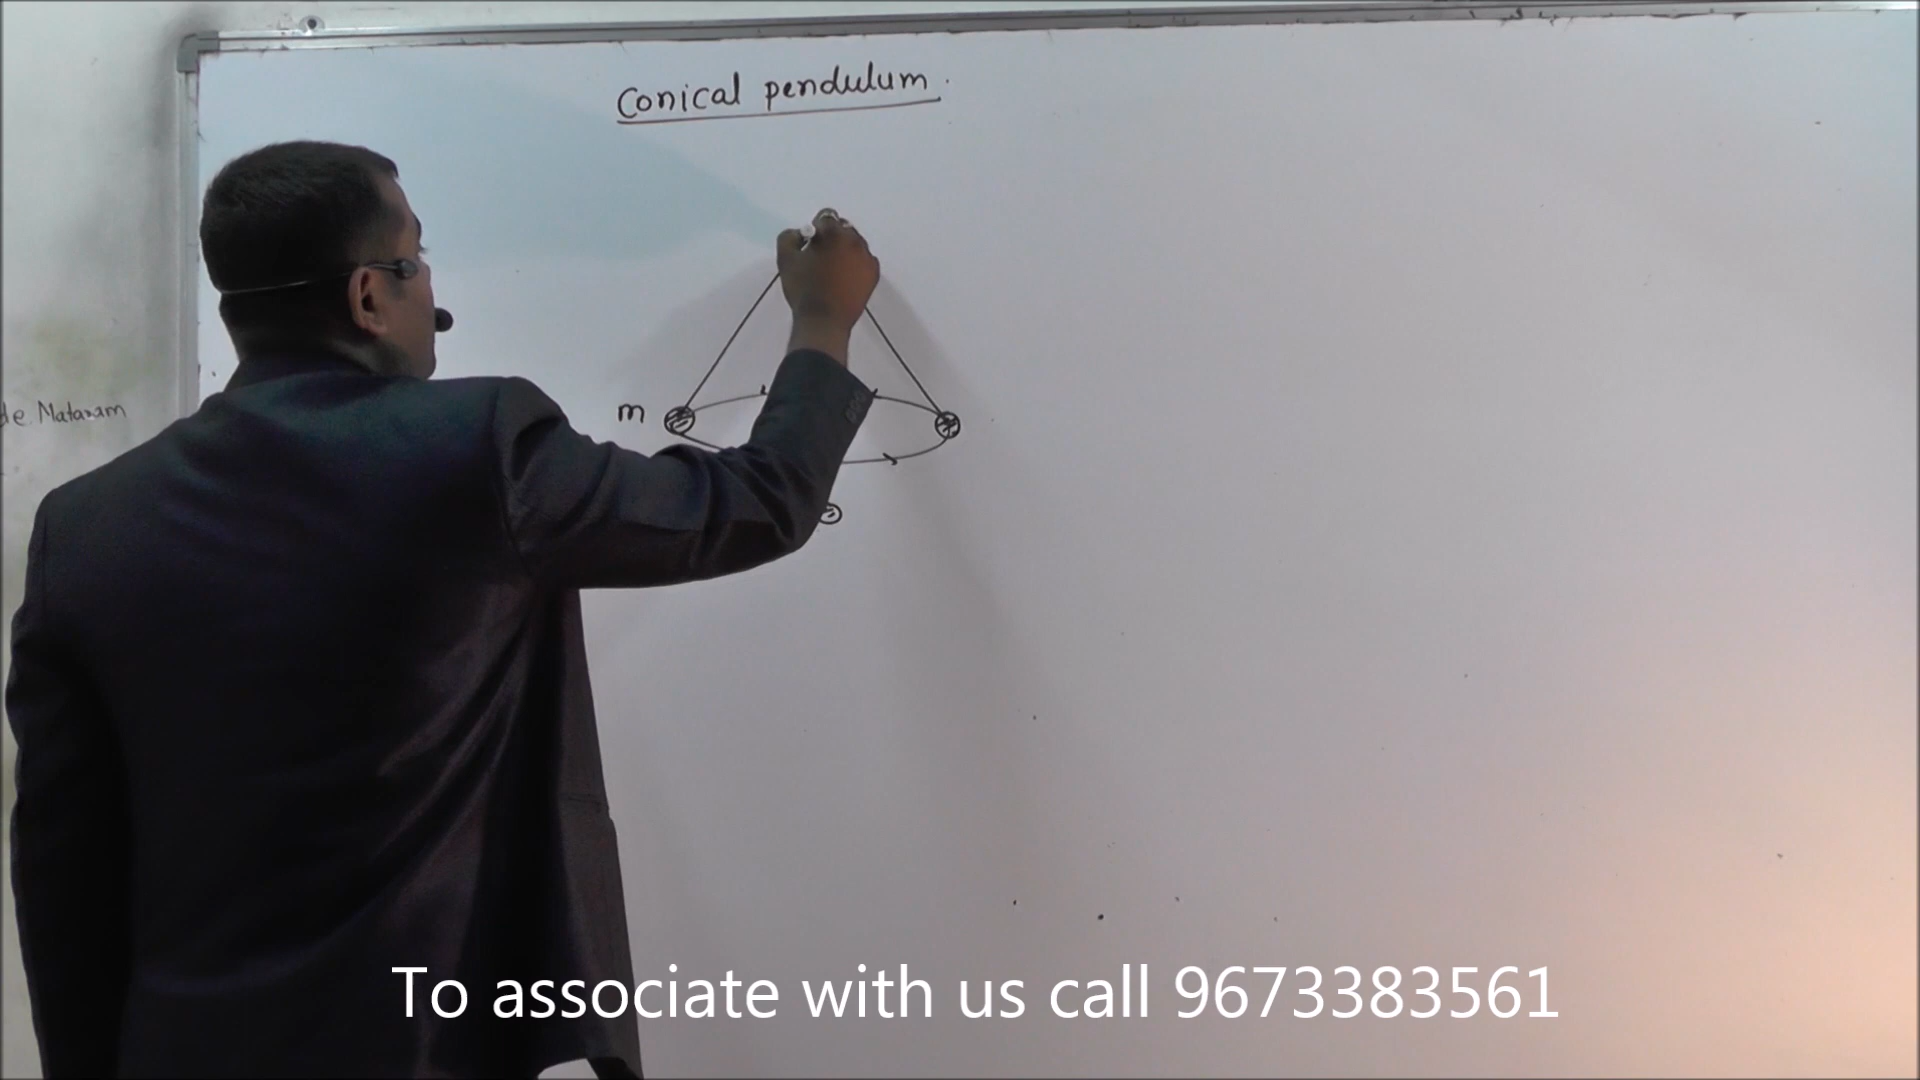 Conical pendulum.
de Mataram
m
To associate with us call 9673383561